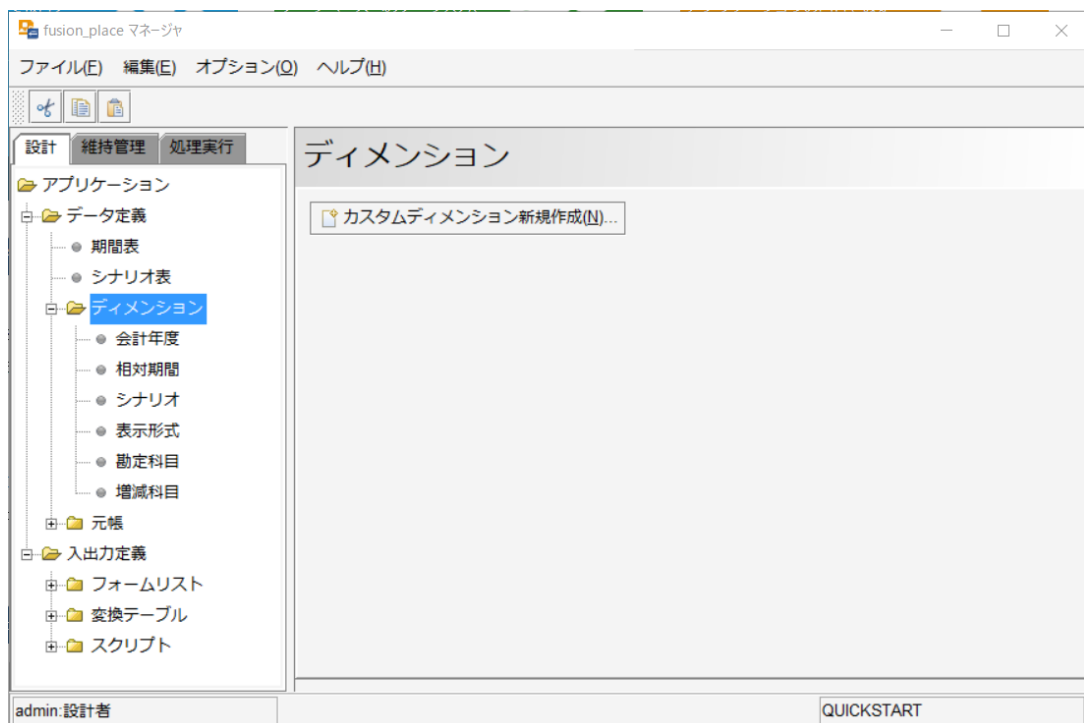 fusion_place マネージャ
ファイル(F) 編集(E) オプション(O) ヘルプ(H)
設計 維持管理 処理実行
ディメンション
アプリケーション
カスタムディメンション新規作成(N)...
データ定義
期間表
シナリオ表
ディメンション
会計年度
相対期間
シナリオ
表示形式
勘定科目
増減科目
元帳
入出力定義
フォームリスト
変換テーブル
スクリプト
admin:設計者 QUICKSTART